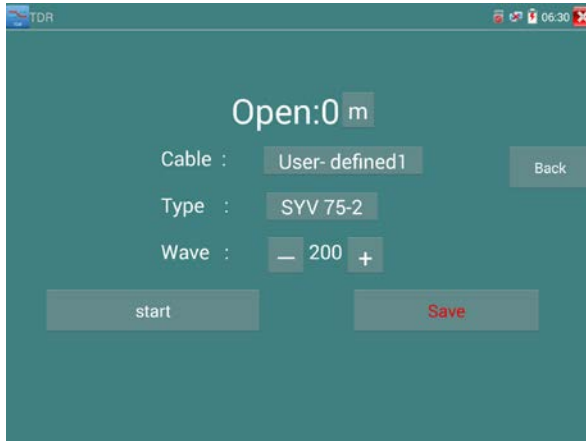 TDR
06:30
Open:0 m
Cable : User- defined1
Back
Type : SYV 75-2
Wave : — 200 +
start
Save